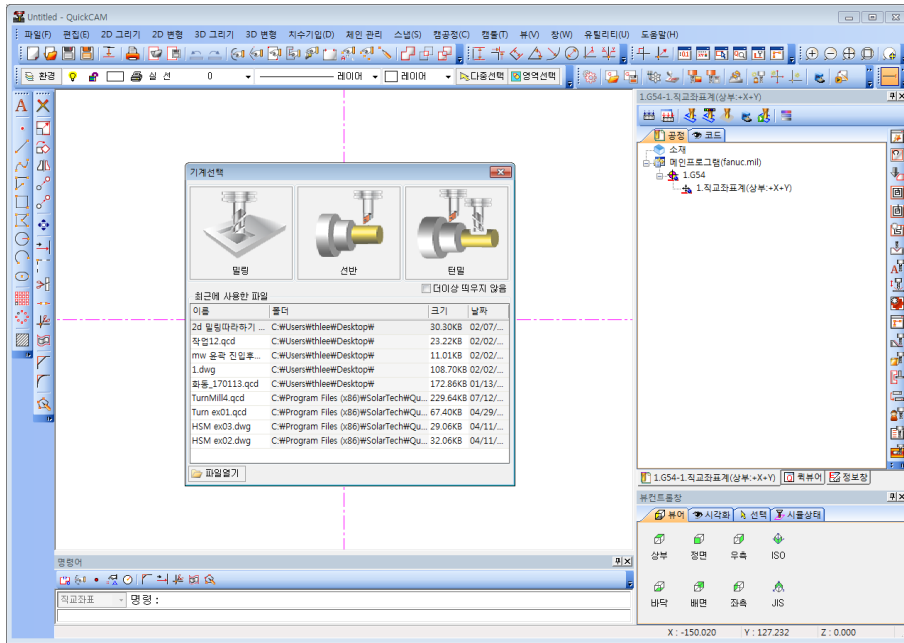 Untitled - QuickCAM
파일(F) 편집(E) 2D 그리기 2D 변형 3D 그리기 3D 변형 치수기입(D) 체인 관리 스냅(S) 캠공정(C) 캠툴(T) 뷰(V) 창(W) 유틸리티(U) 도움말(H)
환경 실 선 0 레이어 레이어 다중선택 영역선택
1.G54-1.직교좌표계(상부:+X+Y)
공정 코드
소재
메인프로그램(fanuc.mil)
1.G54
1.직교좌표계(상부:+X+Y)
기계선택
밀링 선반 턴밀
더이상 띄우지 않음
최근에 사용한 파일
이름 폴더 크기 날짜
2d 밀링따라하기 ... C:₩Users₩thlee₩Desktop₩ 30.30KB 02/07/...
작업12.qcd C:₩Users₩thlee₩Desktop₩ 23.22KB 02/02/...
mw 윤곽 진입후... C:₩Users₩thlee₩Desktop₩ 11.01KB 02/02/...
1.dwg C:₩Users₩thlee₩Desktop₩ 108.70KB 02/02/...
화동_170113.qcd C:₩Users₩thlee₩Desktop₩ 172.86KB 01/13/...
TurnMill4.qcd C:₩Program Files (x86)₩SolarTech₩Qu... 229.64KB 07/12/...
Turn ex01.qcd C:₩Program Files (x86)₩SolarTech₩Qu... 67.40KB 04/29/...
HSM ex03.dwg C:₩Program Files (x86)₩SolarTech₩Qu... 29.06KB 04/11/...
HSM ex02.dwg C:₩Program Files (x86)₩SolarTech₩Qu... 32.06KB 04/11/...
파일열기
1.G54-1.직교좌표계(상부:+X+Y) 퀵뷰어 정보창
뷰컨트롤창
뷰어 시각화 선택 시뮬상태
상부 정면 우측 ISO
바닥 배면 좌측 JIS
명령어
직교좌표 명령 :
X : -150.020 Y : 127.232 Z : 0.000